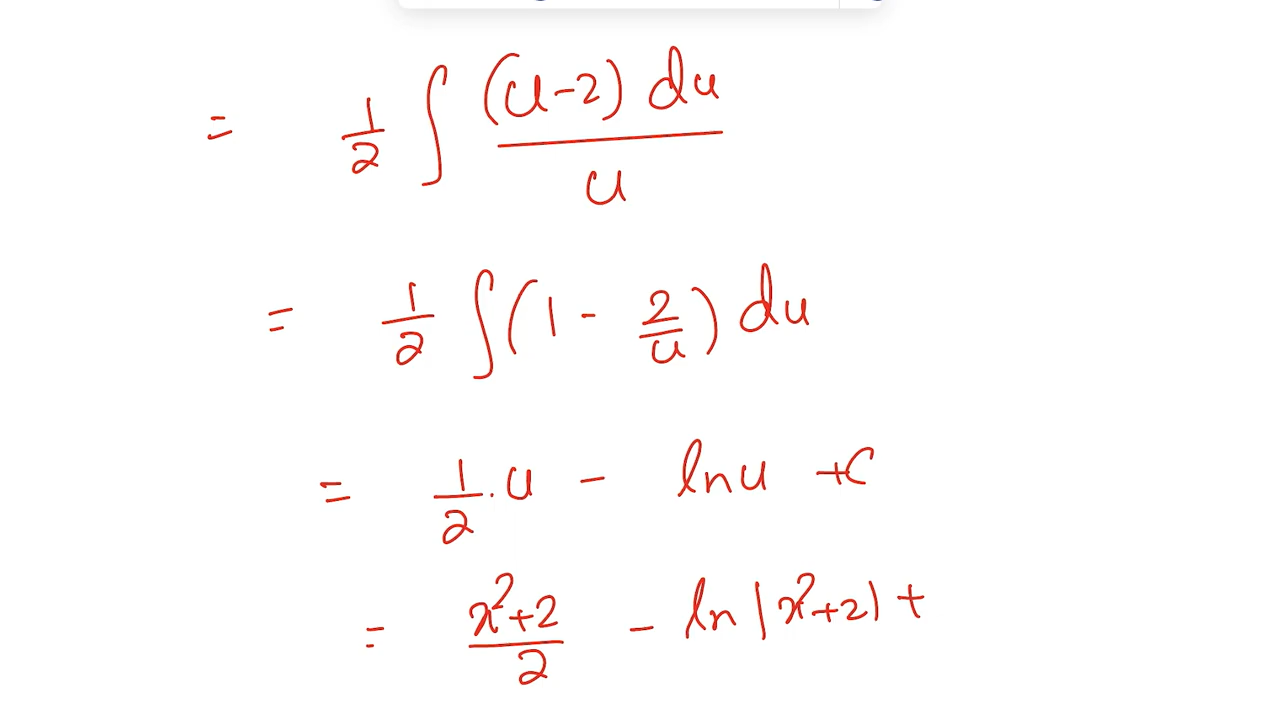 = 1/2 ∫ (u-2) du / u
= 1/2 ∫ (1 - 2/u) du
= 1/2 . u - ln u + C
= x²+2 / 2 - ln |x²+2| +